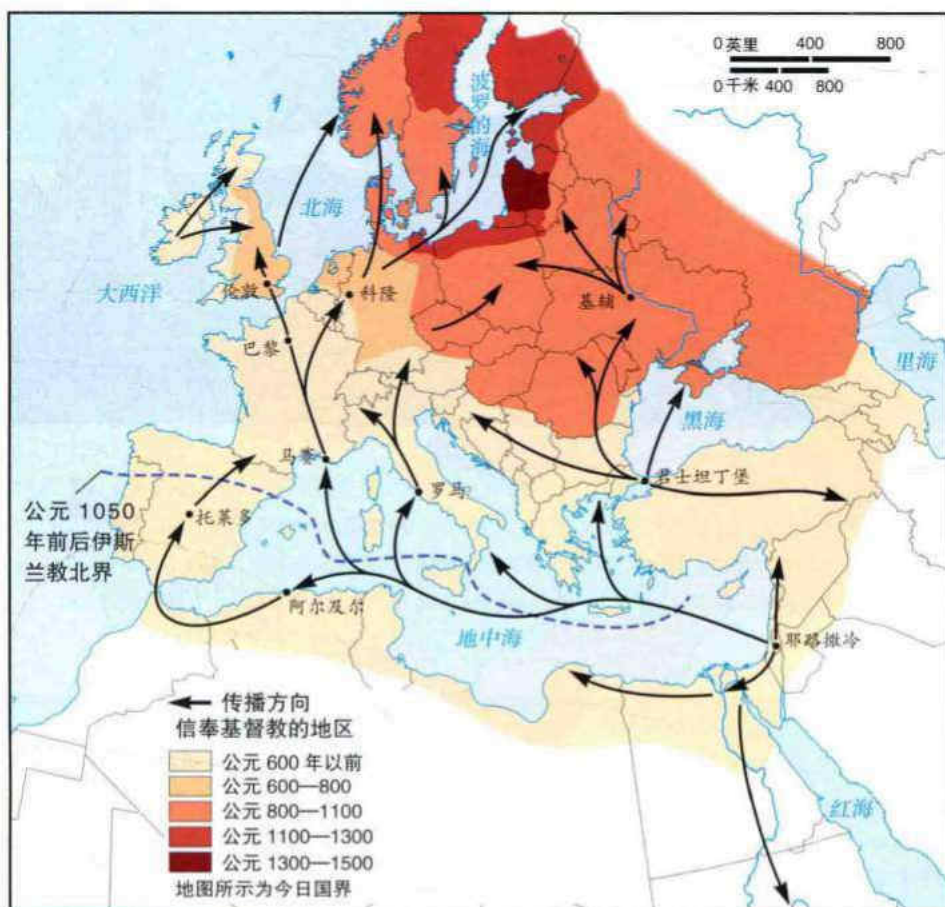 0 英里 400 800
0 千米 400 800
波罗的海
北海
大西洋
伦敦
科隆
基辅
巴黎
里海
黑海
马赛
罗马
君士坦丁堡
公元 1050
年前后伊斯
兰教北界
托莱多
阿尔及尔
地中海
耶路撒冷
红海
传播方向
信奉基督教的地区
公元 600 年以前
公元 600—800
公元 800—1100
公元 1100—1300
公元 1300—1500
地图所示为今日国界